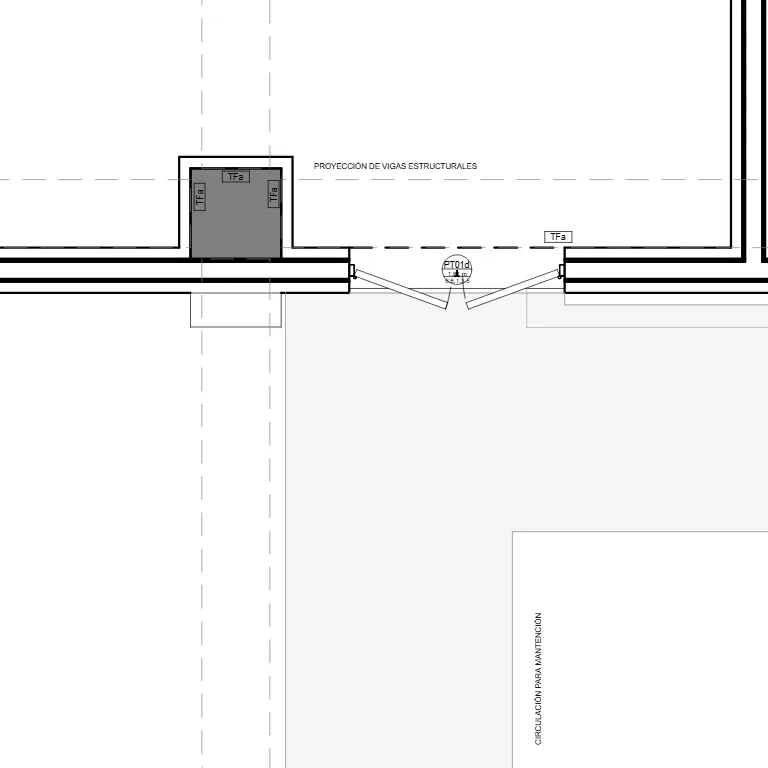 PROYECCIÓN DE VIGAS ESTRUCTURALES
TFa
TFa
TFa
TFa
PT01d
CIRCULACIÓN PARA MANTENCIÓN